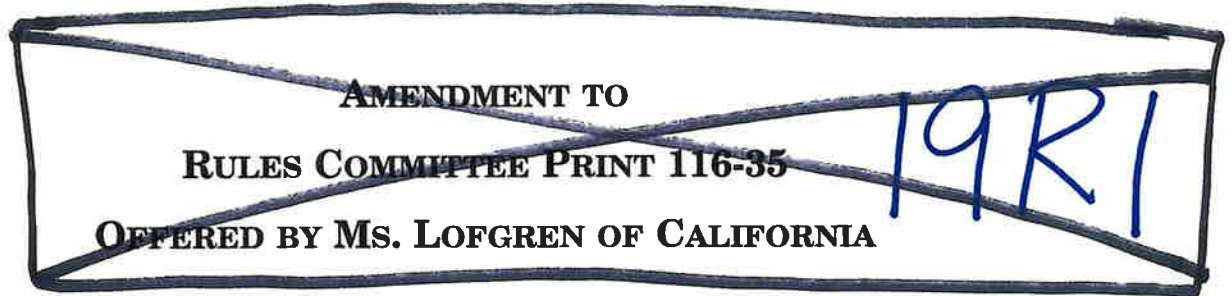 AMENDMENT TO
RULES COMMITTEE PRINT 116-35
OFFERED BY MS. LOFGREN OF CALIFORNIA
19R1